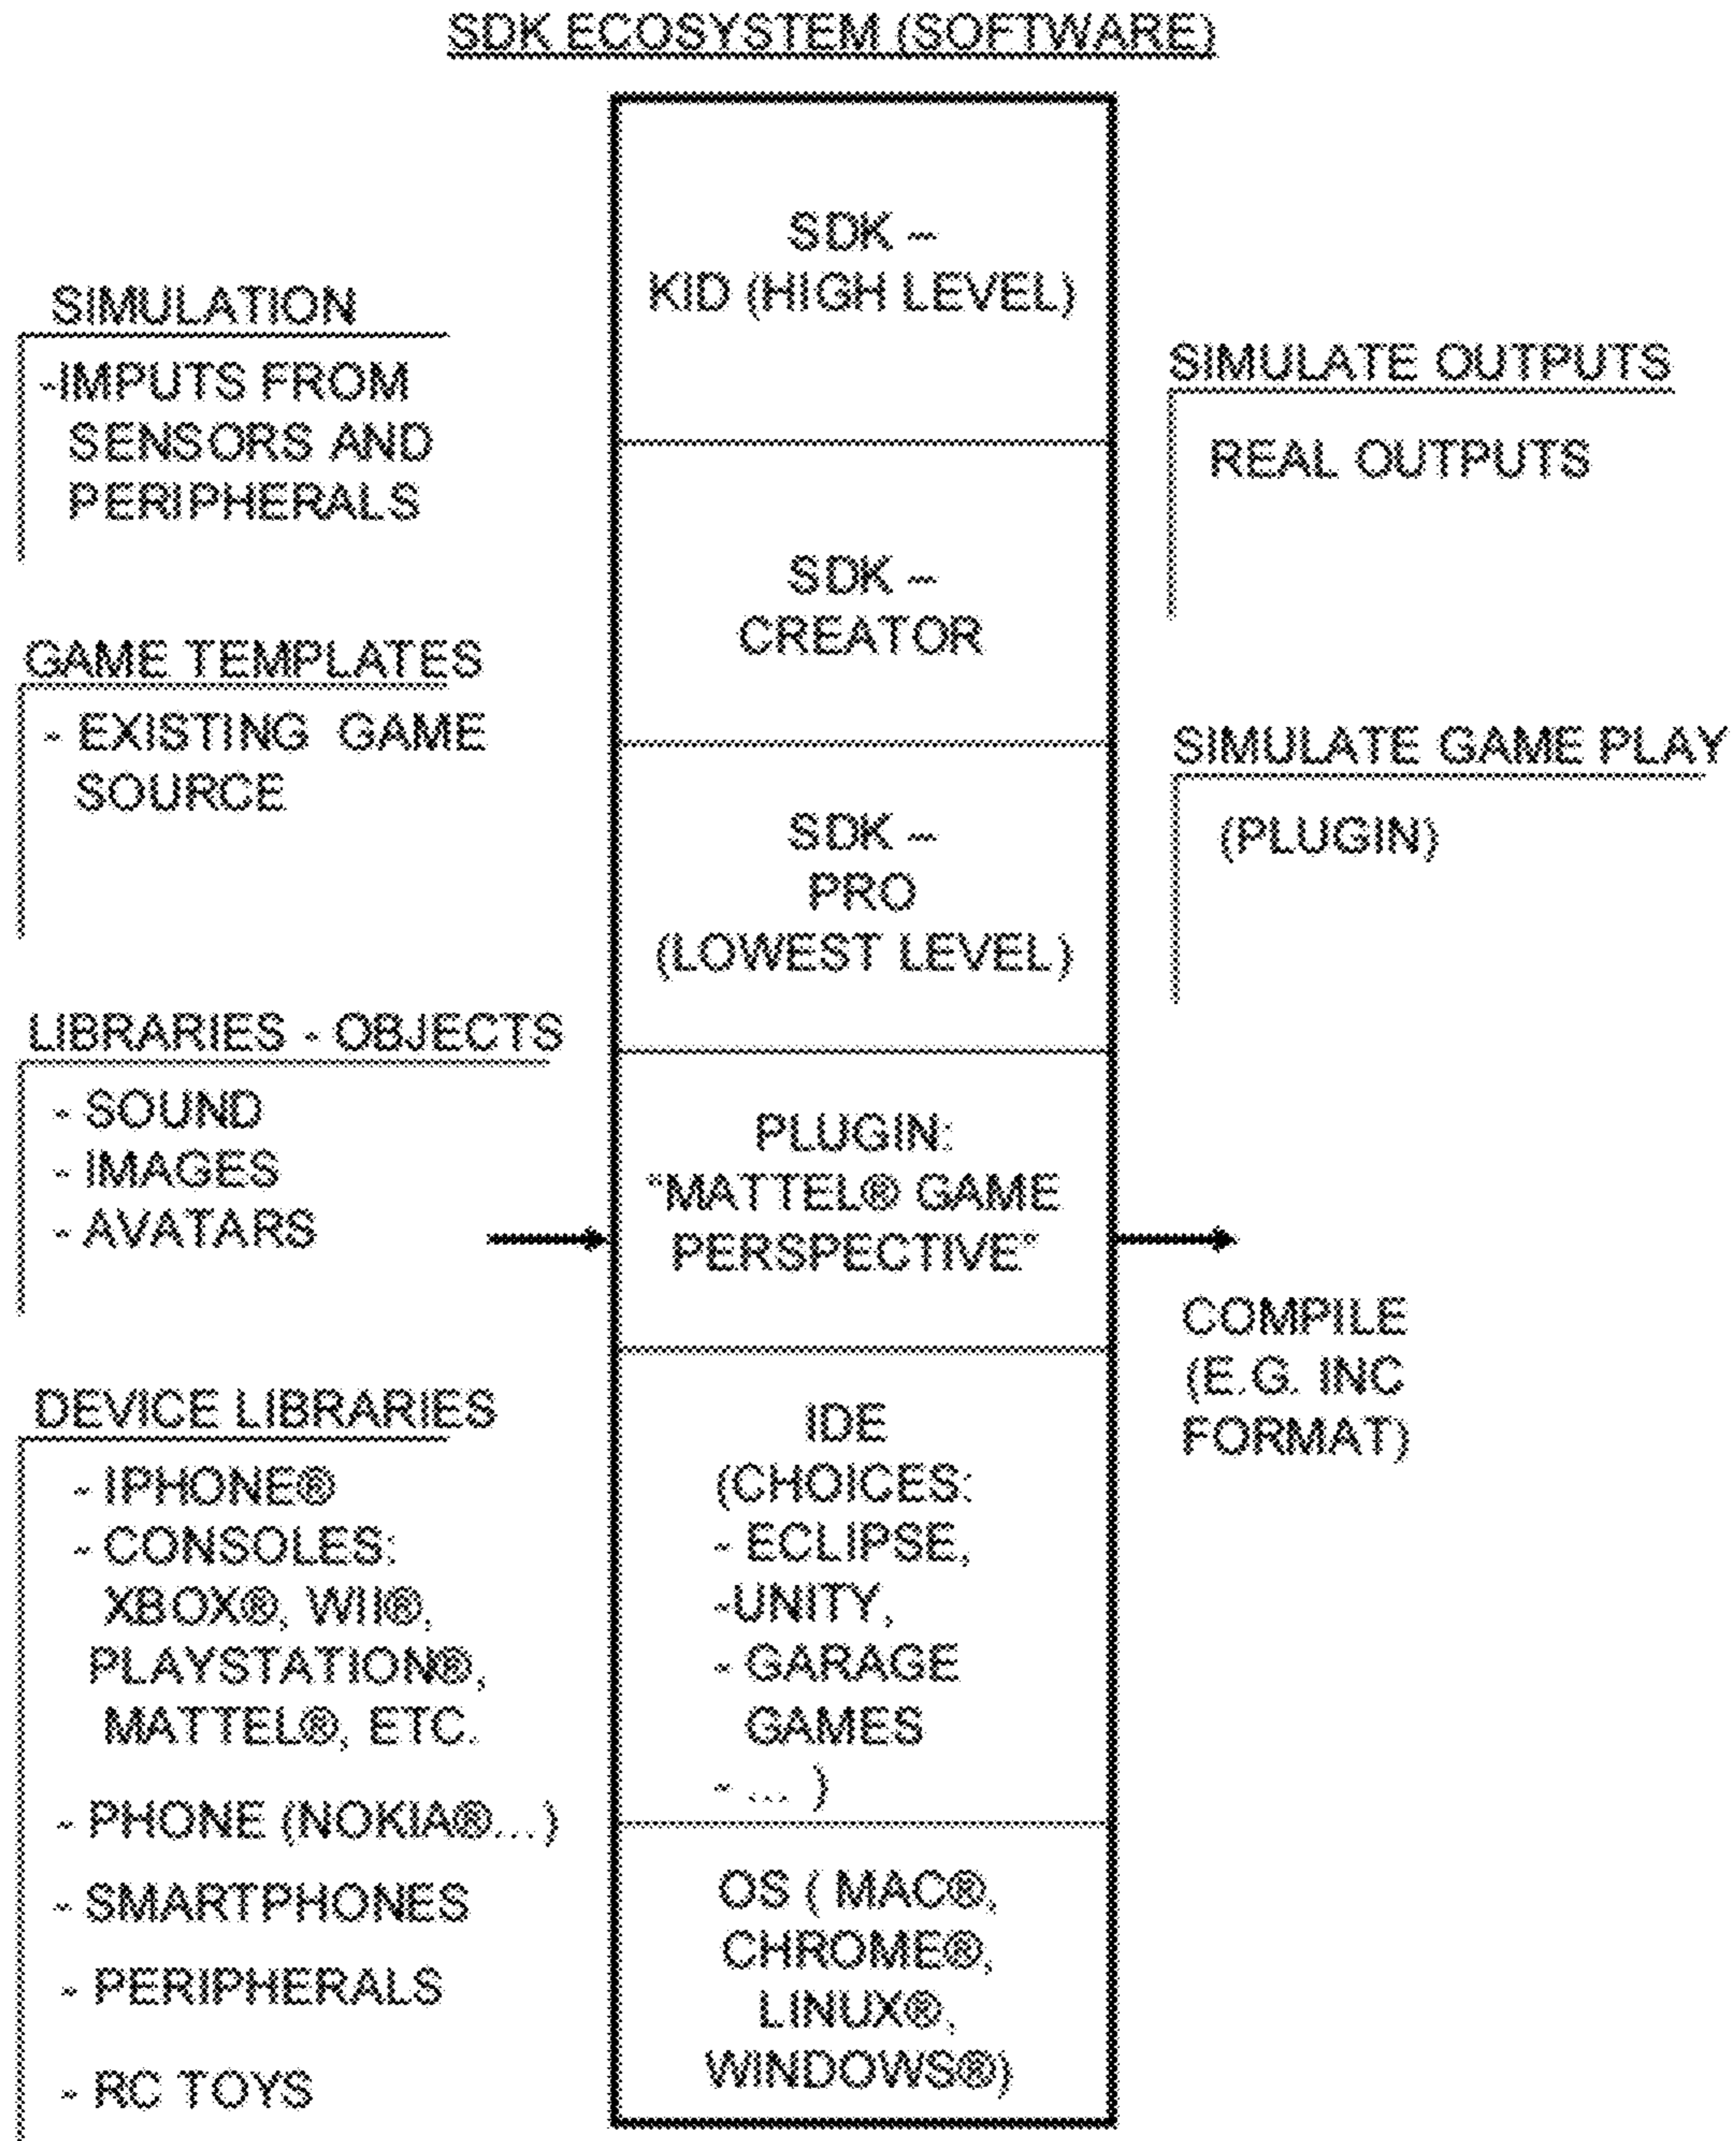 SDK ECOSYSTEM (SOFTWARE)
SIMULATION
-IMPUTS FROM
SENSORS AND
PERIPHERALS
GAME TEMPLATES
- EXISTING GAME
SOURCE
LIBRARIES - OBJECTS
- SOUND
- IMAGES
- AVATARS
DEVICE LIBRARIES
- IPHONE®
- CONSOLES:
XBOX®, WII®,
PLAYSTATION®,
MATTEL®, ETC.
- PHONE (NOKIA®...)
- SMARTPHONES
- PERIPHERALS
- RC TOYS
SDK –
KID (HIGH LEVEL)
SDK –
CREATOR
SDK –
PRO
(LOWEST LEVEL)
PLUGIN:
"MATTEL® GAME
PERSPECTIVE"
IDE
(CHOICES:
- ECLIPSE,
-UNITY,
- GARAGE
GAMES
- ... )
OS ( MAC®,
CHROME®,
LINUX®,
WINDOWS®)
SIMULATE OUTPUTS
REAL OUTPUTS
SIMULATE GAME PLAY
(PLUGIN)
COMPILE
(E.G. INC
FORMAT)